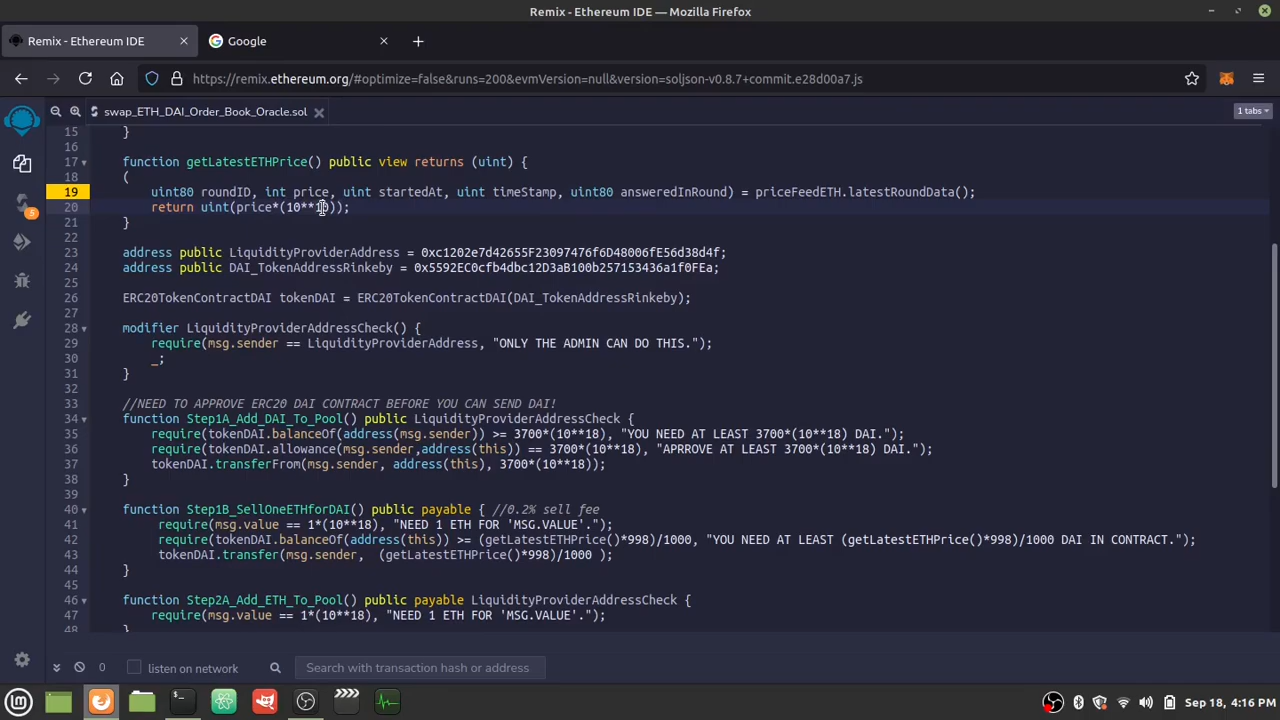 Remix - Ethereum IDE — Mozilla Firefox
Remix - Ethereum IDE
Google
https://remix.ethereum.org/#optimize=false&runs=200&evmVersion=null&version=soljson-v0.8.7+commit.e28d00a7.js
swap_ETH_DAI_Order_Book_Oracle.sol
1 tabs
15 }
16
17 function getLatestETHPrice() public view returns (uint) {
18 (
19 uint80 roundID, int price, uint startedAt, uint timeStamp, uint80 answeredInRound) = priceFeedETH.latestRoundData();
20 return uint(price*(10**10));
21 }
22
23 address public LiquidityProviderAddress = 0xc1202e7d42655F23097476f6D48006fE56d38d4f;
24 address public DAI_TokenAddressRinkeby = 0x5592EC0cfb4dbc12D3aB100b257153436a1f0FEa;
25
26 ERC20TokenContractDAI tokenDAI = ERC20TokenContractDAI(DAI_TokenAddressRinkeby);
27
28 modifier LiquidityProviderAddressCheck() {
29 require(msg.sender == LiquidityProviderAddress, "ONLY THE ADMIN CAN DO THIS.");
30 _;
31 }
32
33 //NEED TO APPROVE ERC20 DAI CONTRACT BEFORE YOU CAN SEND DAI!
34 function Step1A_Add_DAI_To_Pool() public LiquidityProviderAddressCheck {
35 require(tokenDAI.balanceOf(address(msg.sender)) >= 3700*(10**18), "YOU NEED AT LEAST 3700*(10**18) DAI.");
36 require(tokenDAI.allowance(msg.sender,address(this)) == 3700*(10**18), "APRROVE AT LEAST 3700*(10**18) DAI.");
37 tokenDAI.transferFrom(msg.sender, address(this), 3700*(10**18));
38 }
39
40 function Step1B_SellOneETHforDAI() public payable { //0.2% sell fee
41 require(msg.value == 1*(10**18), "NEED 1 ETH FOR 'MSG.VALUE'.");
42 require(tokenDAI.balanceOf(address(this)) >= (getLatestETHPrice()*998)/1000, "YOU NEED AT LEAST (getLatestETHPrice()*998)/1000 DAI IN CONTRACT.");
43 tokenDAI.transfer(msg.sender, (getLatestETHPrice()*998)/1000 );
44 }
45
46 function Step2A_Add_ETH_To_Pool() public payable LiquidityProviderAddressCheck {
47 require(msg.value == 1*(10**18), "NEED 1 ETH FOR 'MSG.VALUE'.");
48 }
5
0
listen on network
Search with transaction hash or address
Sep 18, 4:16 PM